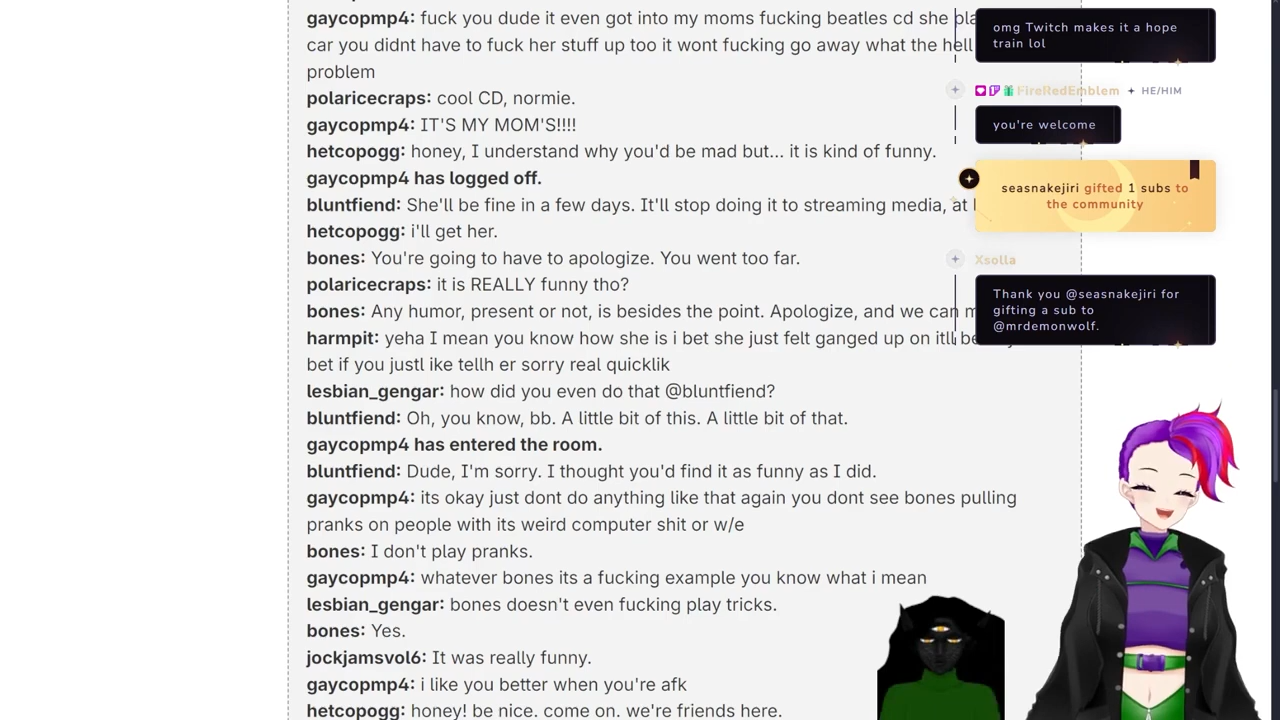 gaycopmp4: fuck you dude it even got into my moms fucking beatles cd she
car you didnt have to fuck her stuff up too it wont fucking go away what the hell
problem
polaricecraps: cool CD, normie.
gaycopmp4: IT'S MY MOM'S!!!!
hetcopogg: honey, I understand why you'd be mad but... it is kind of funny.
gaycopmp4 has logged off.
bluntfiend: She'll be fine in a few days. It'll stop doing it to streaming media, at
hetcopogg: i'll get her.
bones: You're going to have to apologize. You went too far.
polaricecraps: it is REALLY funny tho?
bones: Any humor, present or not, is besides the point. Apologize, and we can
harmpit: yeha I mean you know how she is i bet she just felt ganged up on itll
bet if you justl ike tellh er sorry real quicklik
lesbian_gengar: how did you even do that @bluntfiend?
bluntfiend: Oh, you know, bb. A little bit of this. A little bit of that.
gaycopmp4 has entered the room.
bluntfiend: Dude, I'm sorry. I thought you'd find it as funny as I did.
gaycopmp4: its okay just dont do anything like that again you dont see bones pulling
pranks on people with its weird computer shit or w/e
bones: I don't play pranks.
gaycopmp4: whatever bones its a fucking example you know what i mean
lesbian_gengar: bones doesn't even fucking play tricks.
bones: Yes.
jockjamsvol6: It was really funny.
gaycopmp4: i like you better when you're afk
hetcopogg: honey! be nice. come on. we're friends here.
omg Twitch makes it a hope
train lol
FireRedEmblem HE/HIM
you're welcome
seasnakejiri gifted 1 subs to
the community
Xsolla
Thank you @seasnakejiri for
gifting a sub to
@mrdemonwolf.